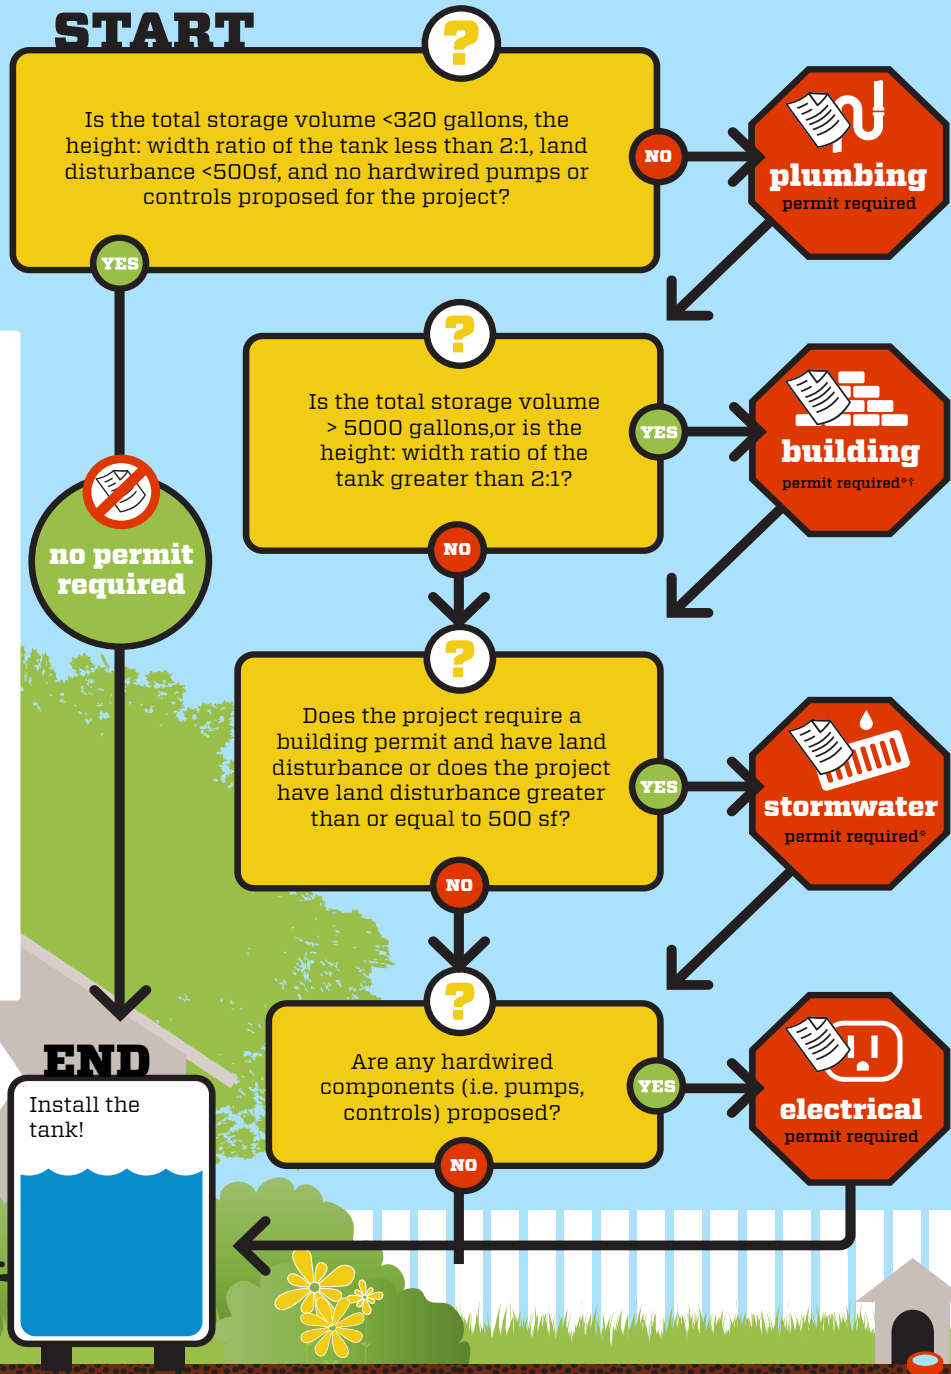 START
?
Is the total storage volume <320 gallons, the
height: width ratio of the tank less than 2:1, land
disturbance <500sf, and no hardwired pumps or
controls proposed for the project?
NO
plumbing
permit required
YES
?
Is the total storage volume
> 5000 gallons,or is the
height: width ratio of the
tank greater than 2:1?
YES
building
permit required*†
NO
no permit
required
?
Does the project require a
building permit and have land
disturbance or does the project
have land disturbance greater
than or equal to 500 sf?
YES
stormwater
permit required*
NO
?
Are any hardwired
components (i.e. pumps,
controls) proposed?
YES
electrical
permit required
NO
END
Install the
tank!